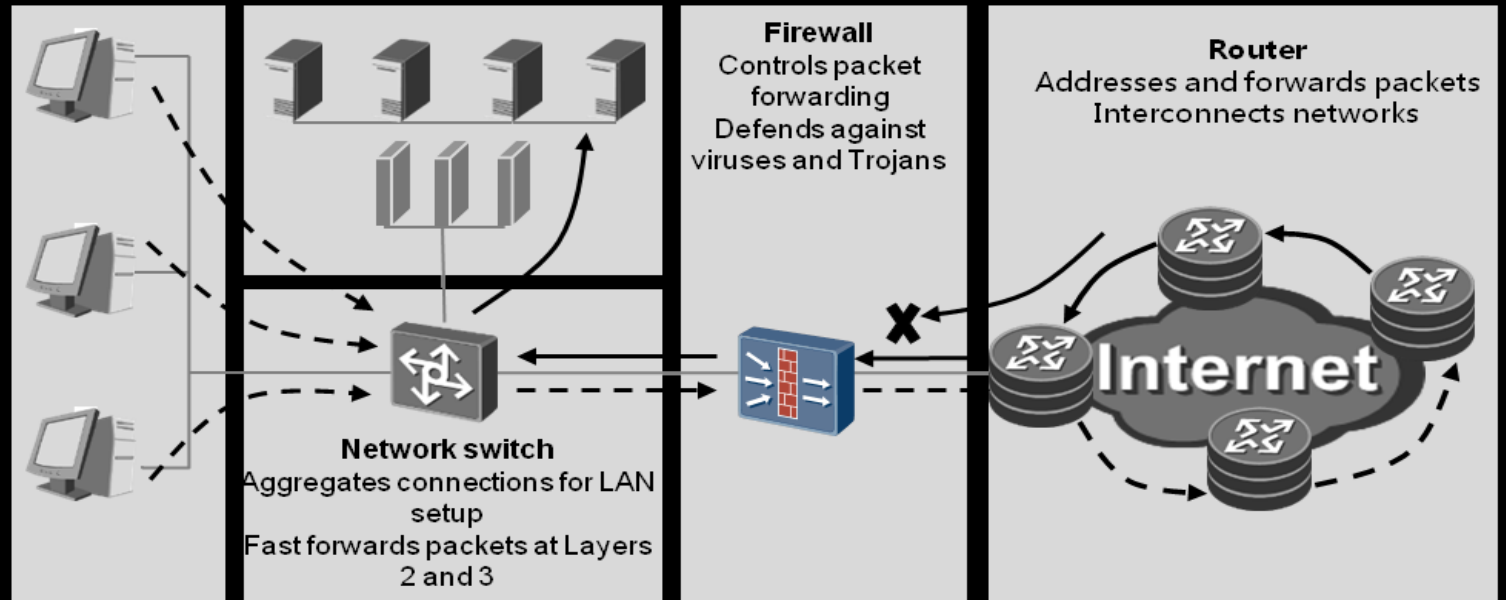 Firewall
Controls packet
forwarding
Defends against
viruses and Trojans
Router
Addresses and forwards packets
Interconnects networks
Internet
Network switch
Aggregates connections for LAN
setup
Fast forwards packets at Layers
2 and 3